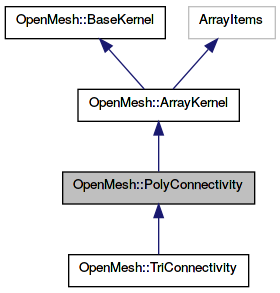 OpenMesh::BaseKernel
ArrayItems
OpenMesh::ArrayKernel
OpenMesh::PolyConnectivity
OpenMesh::TriConnectivity